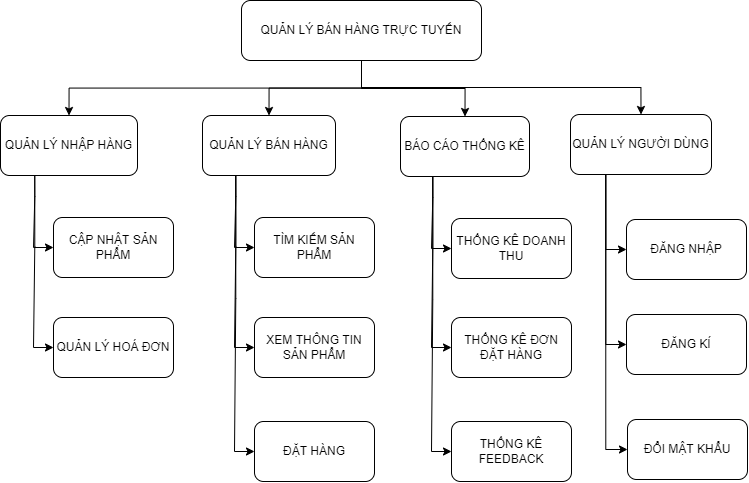 QUẢN LÝ BÁN HÀNG TRỰC TUYẾN
QUẢN LÝ NHẬP HÀNG
QUẢN LÝ BÁN HÀNG
BÁO CÁO THỐNG KÊ
QUẢN LÝ NGƯỜI DÙNG
CẬP NHẬT SẢN
PHẨM
QUẢN LÝ HOÁ ĐƠN
TÌM KIẾM SẢN
PHẨM
XEM THÔNG TIN
SẢN PHẨM
ĐẶT HÀNG
THỐNG KÊ DOANH
THU
THỐNG KÊ ĐƠN
ĐẶT HÀNG
THỐNG KÊ
FEEDBACK
ĐĂNG NHẬP
ĐĂNG KÍ
ĐỔI MẬT KHẨU